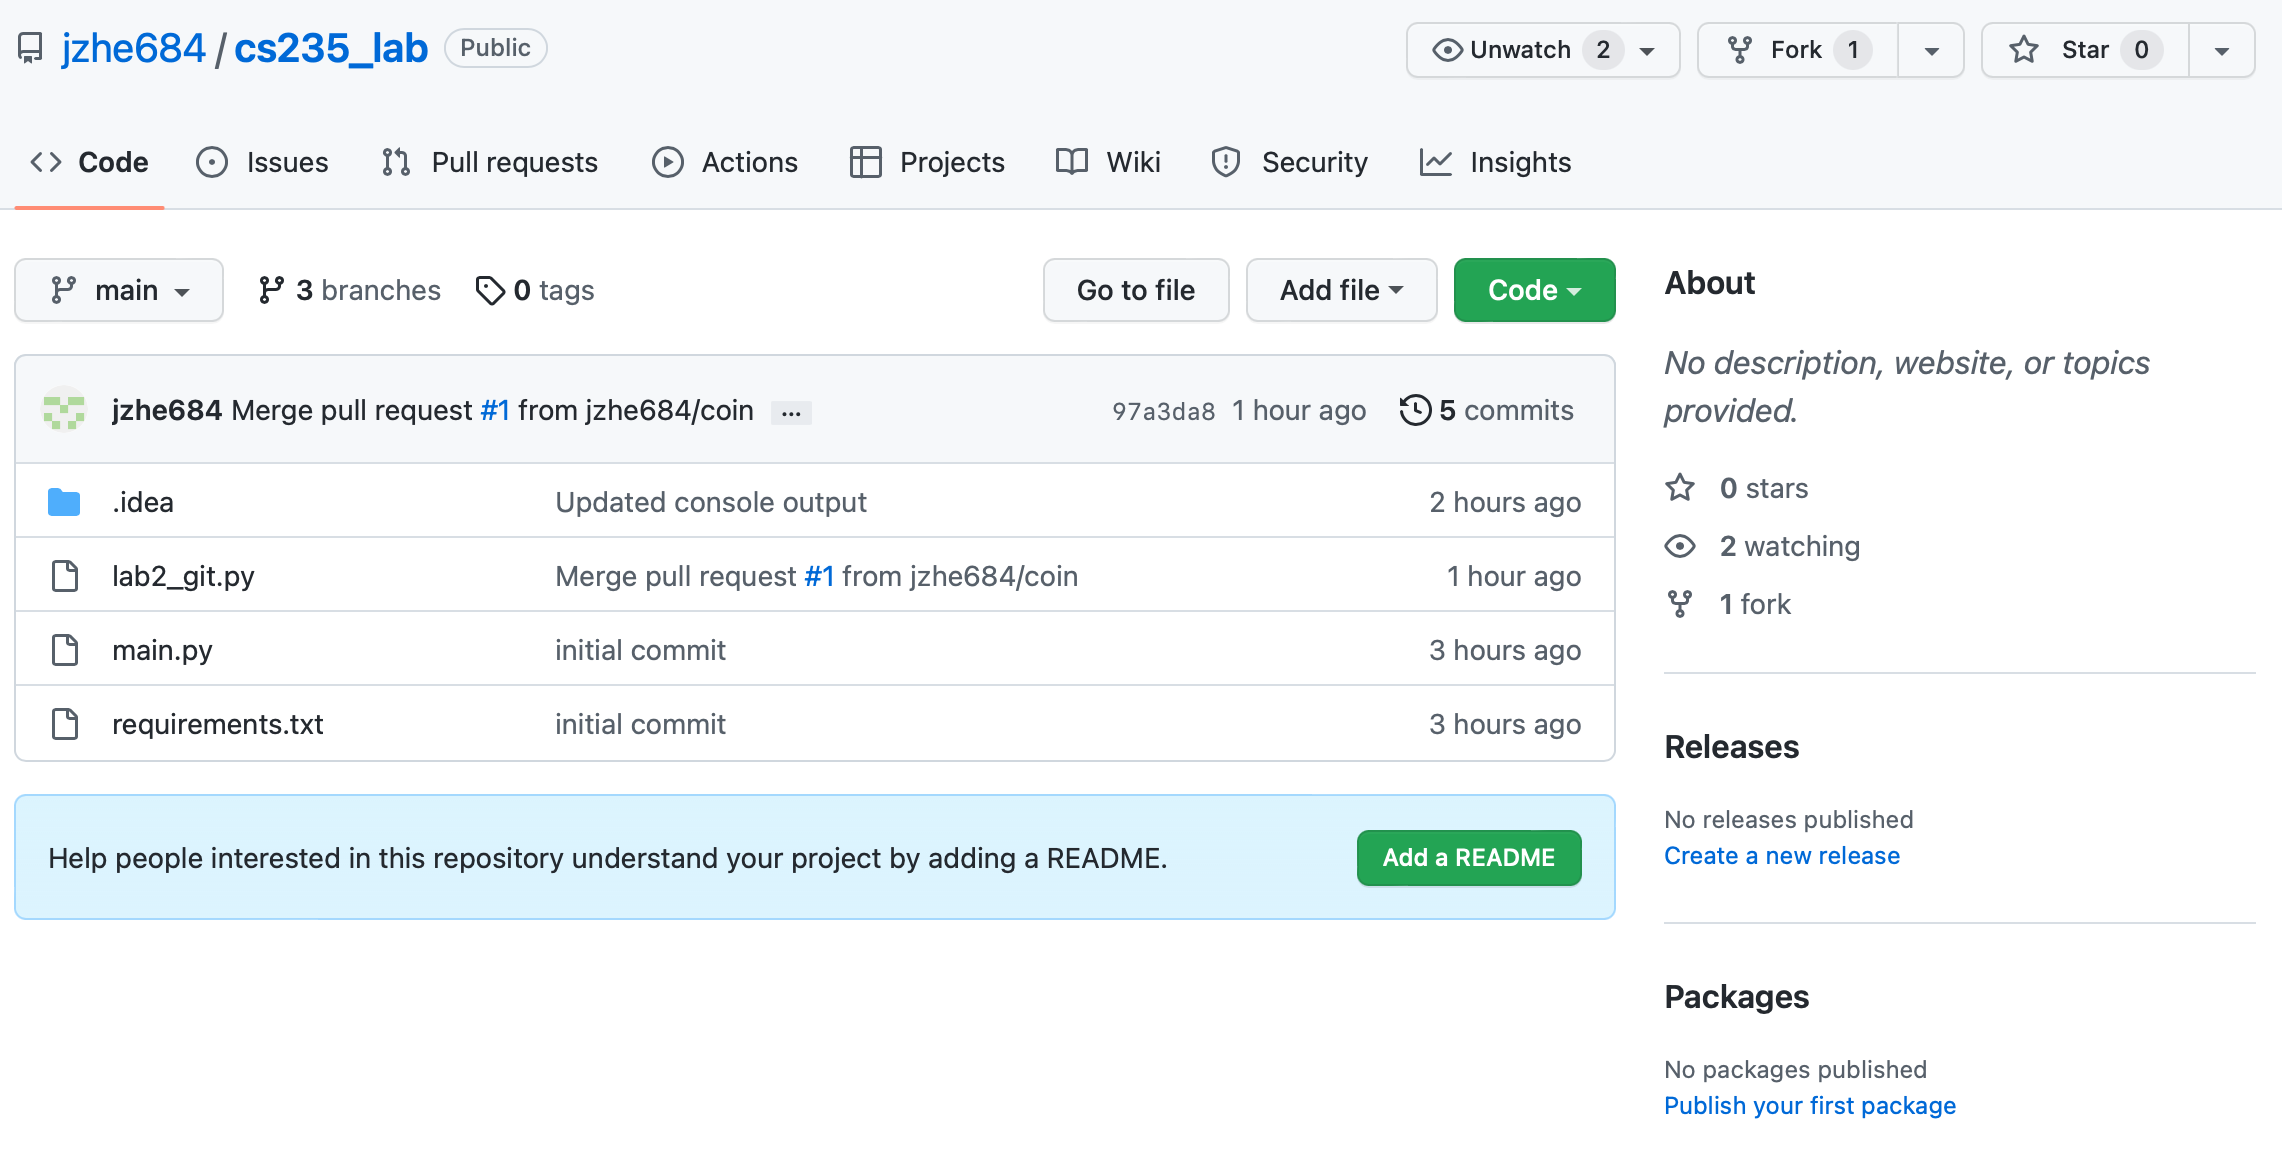 jzhe684 / cs235_lab Public
Unwatch 2 Fork 1 Star 0
Code Issues Pull requests Actions Projects Wiki Security Insights
main 3 branches 0 tags Go to file Add file Code
jzhe684 Merge pull request #1 from jzhe684/coin ... 97a3da8 1 hour ago 5 commits
.idea Updated console output 2 hours ago
lab2_git.py Merge pull request #1 from jzhe684/coin 1 hour ago
main.py initial commit 3 hours ago
requirements.txt initial commit 3 hours ago
Help people interested in this repository understand your project by adding a README. Add a README
About
No description, website, or topics
provided.
0 stars
2 watching
1 fork
Releases
No releases published
Create a new release
Packages
No packages published
Publish your first package